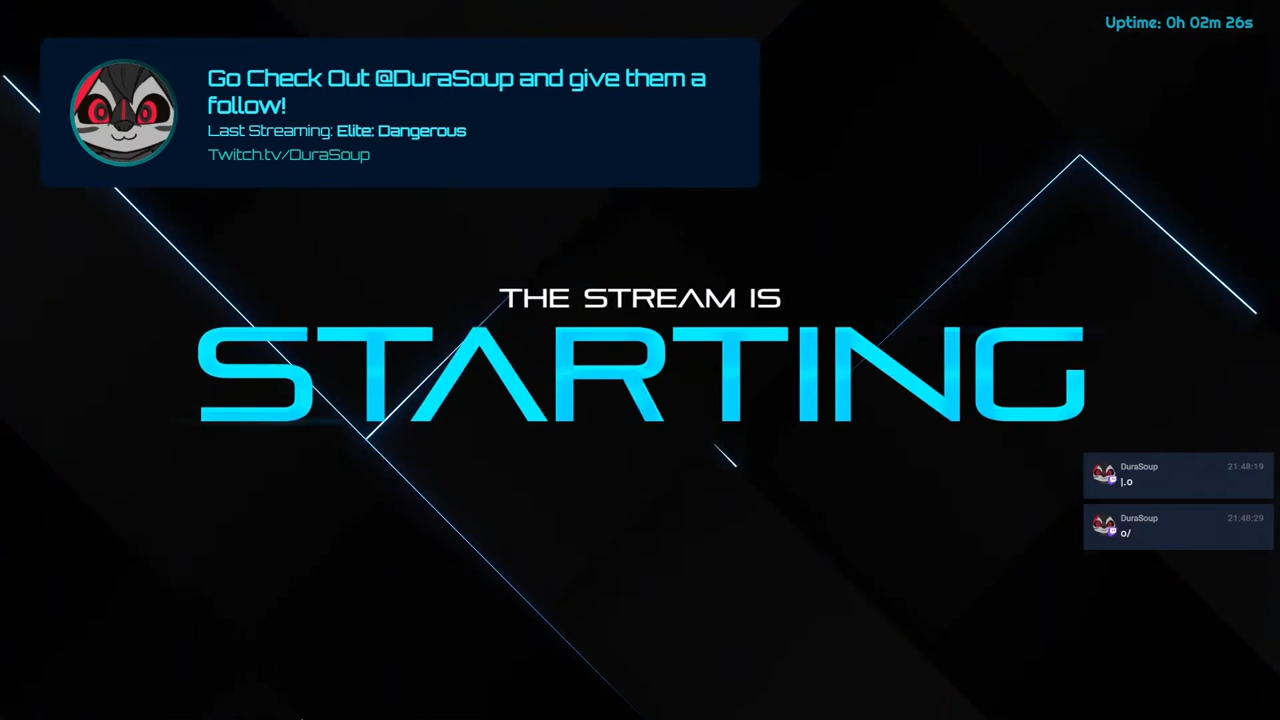 Uptime: 0h 02m 26s
Go Check Out @DuraSoup and give them a
follow!
Last Streaming: Elite: Dangerous
Twitch.tv/DuraSoup
THE STREAM IS
STARTING
DuraSoup 21:48:19
|.o
DuraSoup 21:48:29
o/